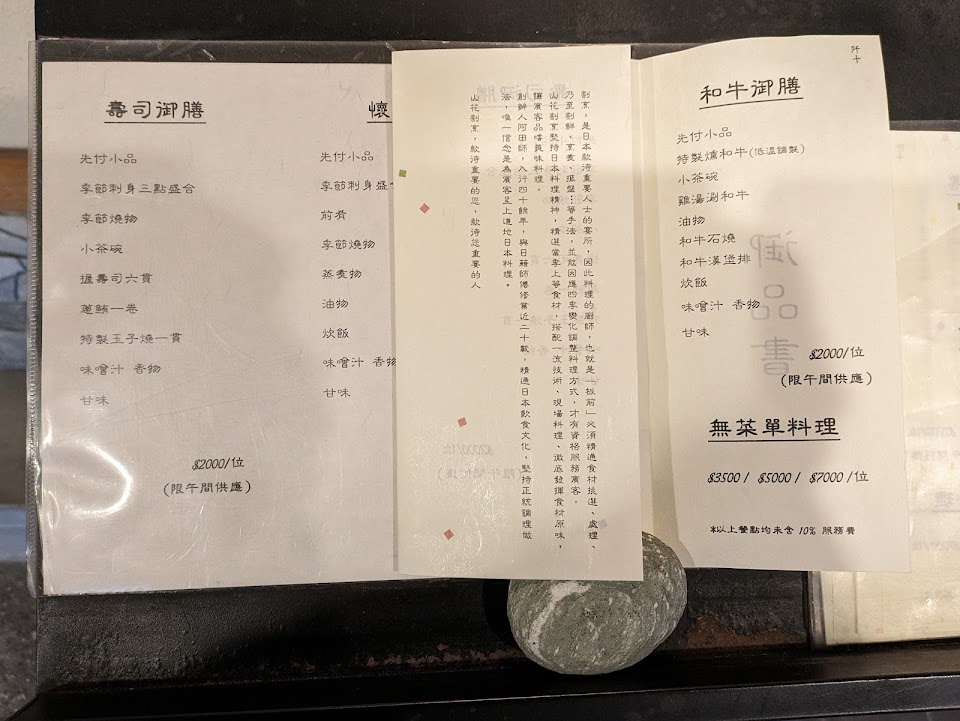 壽司御膳
先付小品
季節刺身三點盛合
季節燒物
小茶碗
握壽司六貫
蔥鮪一卷
特製玉子燒一貫
味噌汁 香物
甘味
$2000/位
(限午間供應)
懷
先付小品
季節刺身盛合
前肴
季節燒物
蒸煮物
油物
炊飯
味噌汁 香物
甘味
割烹,是日本款待重要人士的宴所,因此料理的廚師,也就是「板前」必須精通食材挑選、處理、
乃至割鮮、烹煮、握盤…等手法,並能因應四季變化調整料理方式,才有資格服務賓客。
山花割烹堅持日本料理精神,精選當季上等食材,搭配一流技術、現場料理、澈底發揮食材原味,
讓賓客品嚐真味料理。
創辦人阿田師,入行四十餘年,與日籍師傅修業近二十載,精通日本飲食文化,堅持正統調理做
法,唯一信念是為賓客呈上道地日本料理。
山花割烹,款待重要的您,款待您重要的人
和牛御膳
先付小品
特製燻和牛(低溫調製)
小茶碗
雞湯涮和牛
油物
和牛石燒
和牛漢堡排
炊飯
味噌汁 香物
甘味
$2000/位
(限午間供應)
無菜單料理
$3500 / $5000 / $7000 /位
*以上餐點均未含 10% 服務費
御品書